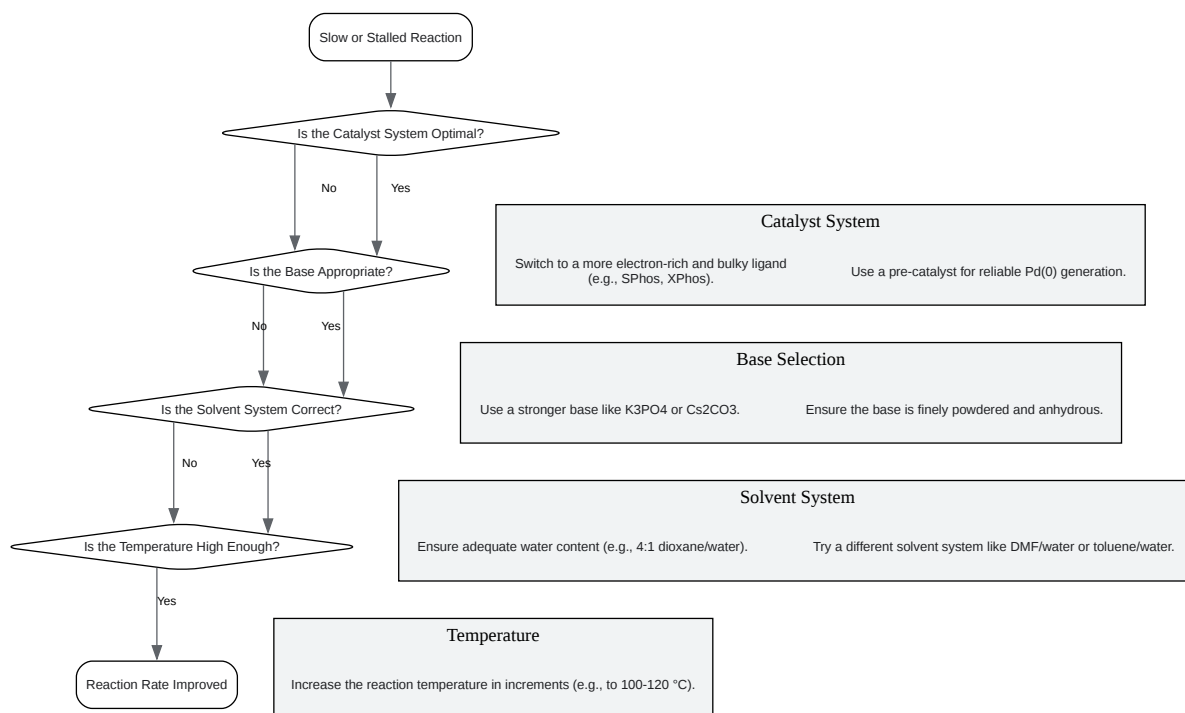 Slow or Stalled Reaction
Is the Catalyst System Optimal?
No
Yes
Catalyst System
Switch to a more electron-rich and bulky ligand
(e.g., SPhos, XPhos).
Use a pre-catalyst for reliable Pd(0) generation.
Is the Base Appropriate?
No
Yes
Base Selection
Use a stronger base like K3PO4 or Cs2CO3.
Ensure the base is finely powdered and anhydrous.
Is the Solvent System Correct?
No
Yes
Solvent System
Ensure adequate water content (e.g., 4:1 dioxane/water).
Try a different solvent system like DMF/water or toluene/water.
Is the Temperature High Enough?
Yes
Temperature
Increase the reaction temperature in increments (e.g., to 100-120 °C).
Reaction Rate Improved